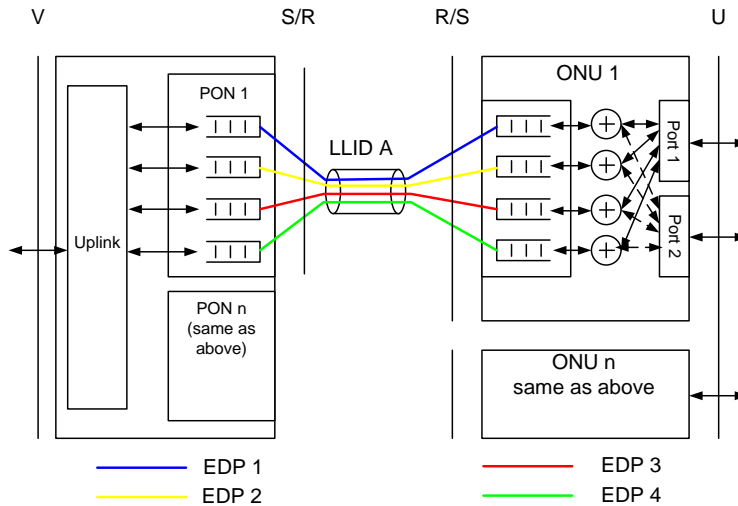 V
S/R
R/S
U
PON 1
ONU 1
LLID A
Port 1
Port 2
Uplink
PON n
(same as
above)
ONU n
same as above
EDP 1
EDP 3
EDP 2
EDP 4